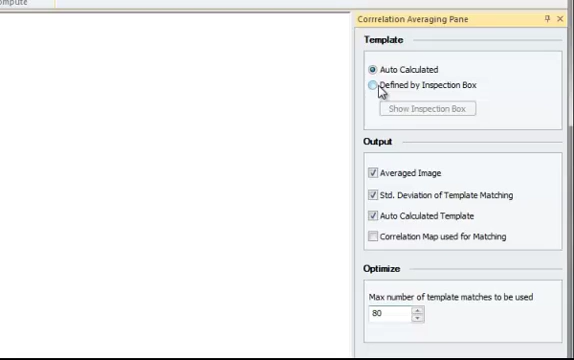 Corrrelation Averaging Pane
Template
Auto Calculated
Defined by Inspection Box
Show Inspection Box
Output
Averaged Image
Std. Deviation of Template Matching
Auto Calculated Template
Correlation Map used for Matching
Optimize
Max number of template matches to be used
80